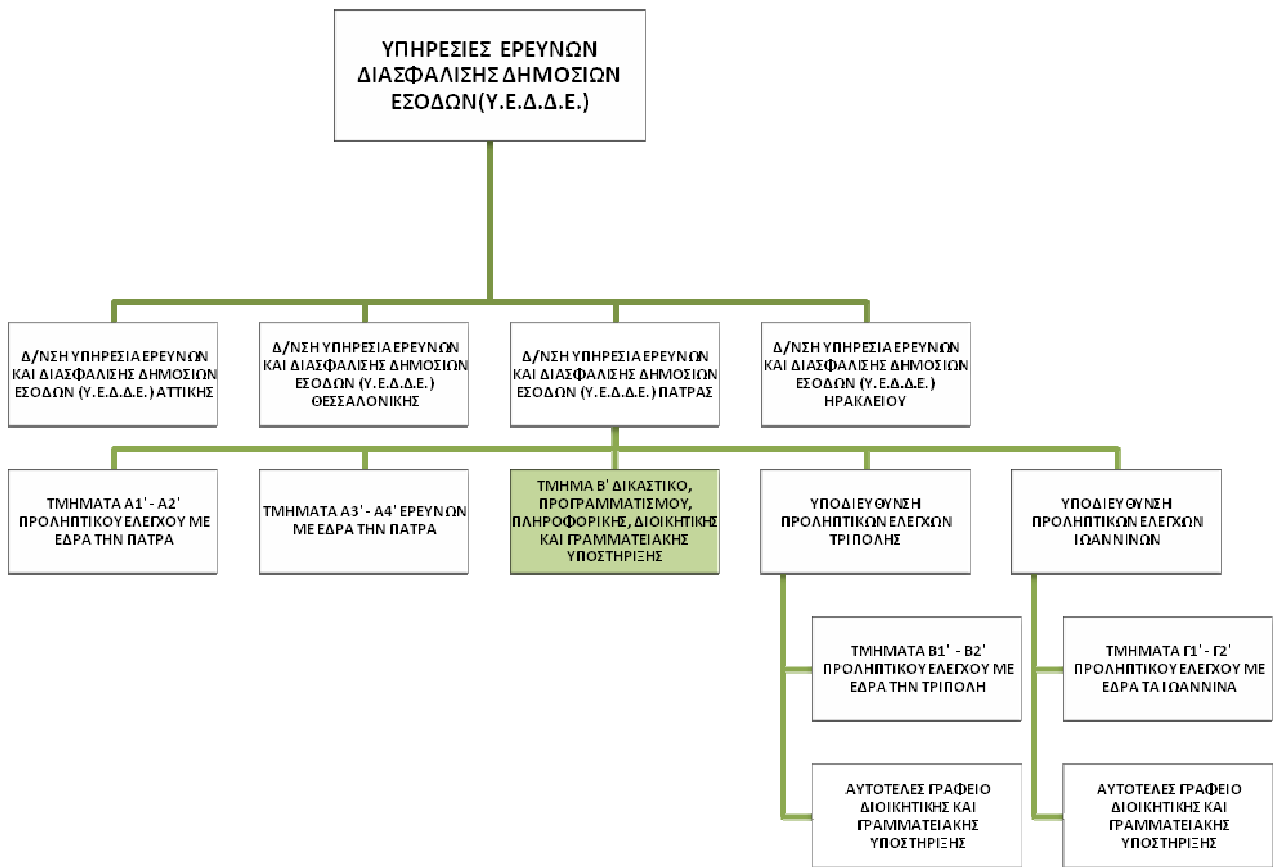 ΥΠΗΡΕΣΙΕΣ ΕΡΕΥΝΩΝ
ΔΙΑΣΦΑΛΙΣΗΣ ΔΗΜΟΣΙΩΝ
ΕΣΟΔΩΝ(Υ.Ε.Δ.Δ.Ε.)
Δ/ΝΣΗ ΥΠΗΡΕΣΙΑ ΕΡΕΥΝΩΝ
ΚΑΙ ΔΙΑΣΦΑΛΙΣΗΣ ΔΗΜΟΣΙΩΝ
ΕΣΟΔΩΝ (Υ.Ε.Δ.Δ.Ε.) ΑΤΤΙΚΗΣ
Δ/ΝΣΗ ΥΠΗΡΕΣΙΑ ΕΡΕΥΝΩΝ
ΚΑΙ ΔΙΑΣΦΑΛΙΣΗΣ ΔΗΜΟΣΙΩΝ
ΕΣΟΔΩΝ (Υ.Ε.Δ.Δ.Ε.)
ΘΕΣΣΑΛΟΝΙΚΗΣ
Δ/ΝΣΗ ΥΠΗΡΕΣΙΑ ΕΡΕΥΝΩΝ
ΚΑΙ ΔΙΑΣΦΑΛΙΣΗΣ ΔΗΜΟΣΙΩΝ
ΕΣΟΔΩΝ (Υ.Ε.Δ.Δ.Ε.) ΠΑΤΡΑΣ
Δ/ΝΣΗ ΥΠΗΡΕΣΙΑ ΕΡΕΥΝΩΝ
ΚΑΙ ΔΙΑΣΦΑΛΙΣΗΣ ΔΗΜΟΣΙΩΝ
ΕΣΟΔΩΝ (Υ.Ε.Δ.Δ.Ε.)
ΗΡΑΚΛΕΙΟΥ
ΤΜΗΜΑΤΑ Α1' - Α2'
ΠΡΟΛΗΠΤΙΚΟΥ ΕΛΕΓΧΟΥ ΜΕ
ΕΔΡΑ ΤΗΝ ΠΑΤΡΑ
ΤΜΗΜΑΤΑ Α3' - Α4' ΕΡΕΥΝΩΝ
ΜΕ ΕΔΡΑ ΤΗΝ ΠΑΤΡΑ
ΤΜΗΜΑ Β' ΔΙΚΑΣΤΙΚΟ,
ΠΡΟΓΡΑΜΜΑΤΙΣΜΟΥ,
ΠΛΗΡΟΦΟΡΙΚΗΣ, ΔΙΟΙΚΗΤΙΚΗΣ
ΚΑΙ ΓΡΑΜΜΑΤΕΙΑΚΗΣ
ΥΠΟΣΤΗΡΙΞΗΣ
ΥΠΟΔΙΕΥΘΥΝΣΗ
ΠΡΟΛΗΠΤΙΚΩΝ ΕΛΕΓΧΩΝ
ΤΡΙΠΟΛΗΣ
ΥΠΟΔΙΕΥΘΥΝΣΗ
ΠΡΟΛΗΠΤΙΚΩΝ ΕΛΕΓΧΩΝ
ΙΩΑΝΝΙΝΩΝ
ΤΜΗΜΑΤΑ Β1' - Β2'
ΠΡΟΛΗΠΤΙΚΟΥ ΕΛΕΓΧΟΥ ΜΕ
ΕΔΡΑ ΤΗΝ ΤΡΙΠΟΛΗ
ΤΜΗΜΑΤΑ Γ1' - Γ2'
ΠΡΟΛΗΠΤΙΚΟΥ ΕΛΕΓΧΟΥ ΜΕ
ΕΔΡΑ ΤΑ ΙΩΑΝΝΙΝΑ
ΑΥΤΟΤΕΛΕΣ ΓΡΑΦΕΙΟ
ΔΙΟΙΚΗΤΙΚΗΣ ΚΑΙ
ΓΡΑΜΜΑΤΕΙΑΚΗΣ
ΥΠΟΣΤΗΡΙΞΗΣ
ΑΥΤΟΤΕΛΕΣ ΓΡΑΦΕΙΟ
ΔΙΟΙΚΗΤΙΚΗΣ ΚΑΙ
ΓΡΑΜΜΑΤΕΙΑΚΗΣ
ΥΠΟΣΤΗΡΙΞΗΣ